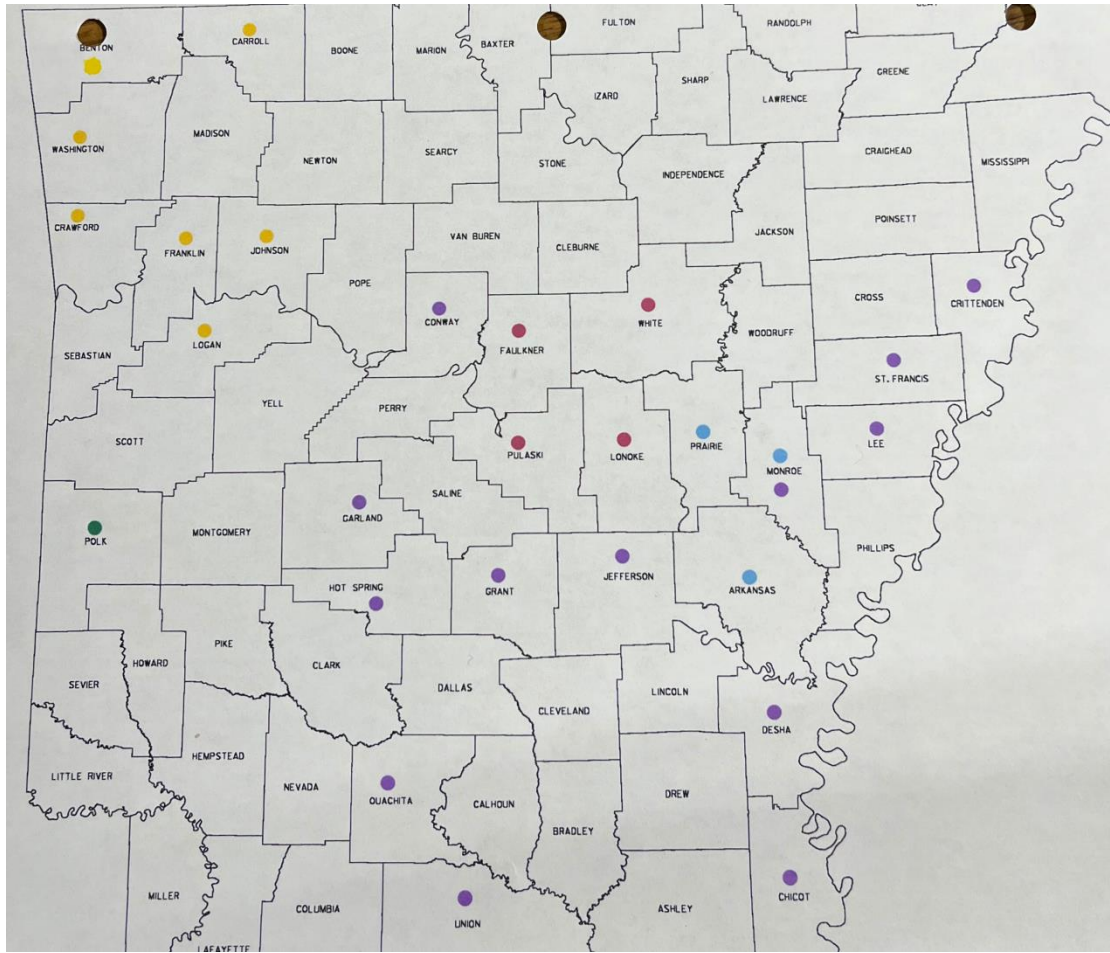 FULTON
RANDOLPH
BENTON
CARROLL
BOONE
MARION
BAXTER
SHARP
GREENE
IZARD
LAWRENCE
WASHINGTON
MADISON
NEWTON
SEARCY
STONE
INDEPENDENCE
CRAIGHEAD
MISSISSIPPI
CRAWFORD
FRANKLIN
JOHNSON
VAN BUREN
CLEBURNE
JACKSON
POINSETT
POPE
CONWAY
FAULKNER
WHITE
WOODRUFF
CROSS
CRITTENDEN
SEBASTIAN
LOGAN
YELL
PERRY
ST. FRANCIS
SCOTT
PULASKI
LONOKE
PRAIRIE
MONROE
LEE
POLK
MONTGOMERY
GARLAND
SALINE
PHILLIPS
HOT SPRING
GRANT
JEFFERSON
ARKANSAS
SEVIER
HOWARD
PIKE
CLARK
DALLAS
CLEVELAND
LINCOLN
DESHA
LITTLE RIVER
HEMPSTEAD
NEVADA
OUACHITA
CALHOUN
BRADLEY
DREW
MILLER
LAFAYETTE
COLUMBIA
UNION
ASHLEY
CHICOT